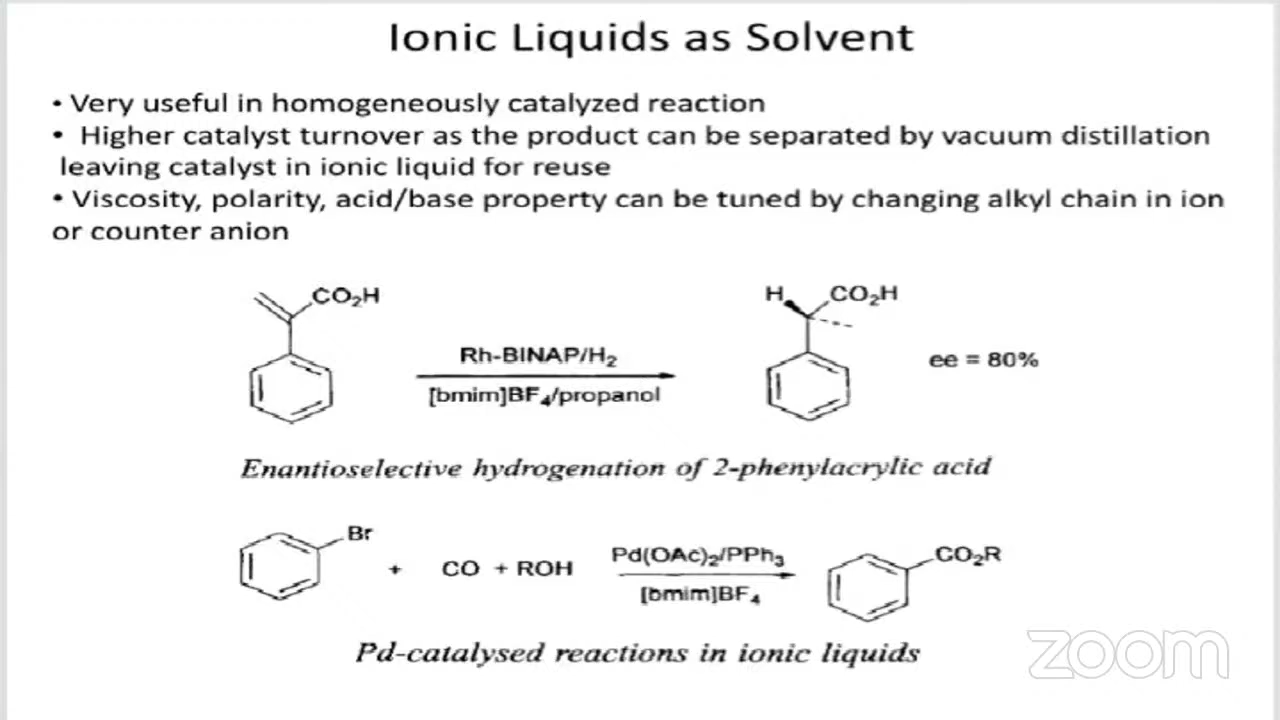 Ionic Liquids as Solvent
• Very useful in homogeneously catalyzed reaction
• Higher catalyst turnover as the product can be separated by vacuum distillation
leaving catalyst in ionic liquid for reuse
• Viscosity, polarity, acid/base property can be tuned by changing alkyl chain in ion
or counter anion
CO₂H
H CO₂H
Rh-BINAP/H₂
[bmim]BF₄/propanol
ee = 80%
Enantioselective hydrogenation of 2-phenylacrylic acid
Br
+ CO + ROH
Pd(OAc)₂/PPh₃
[bmim]BF₄
CO₂R
Pd-catalysed reactions in ionic liquids
zoom